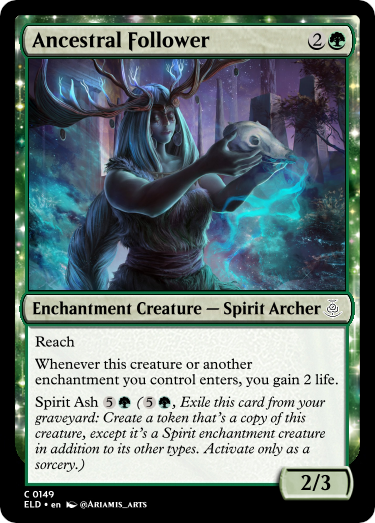 Ancestral Follower 2
Enchantment Creature — Spirit Archer
Reach
Whenever this creature or another
enchantment you control enters, you gain 2 life.
Spirit Ash 5 ( 5 , Exile this card from your
graveyard: Create a token that's a copy of this
creature, except it's a Spirit enchantment creature
in addition to its other types. Activate only as a
sorcery.)
2/3
C 0149
ELD • en @Ariamis_arts